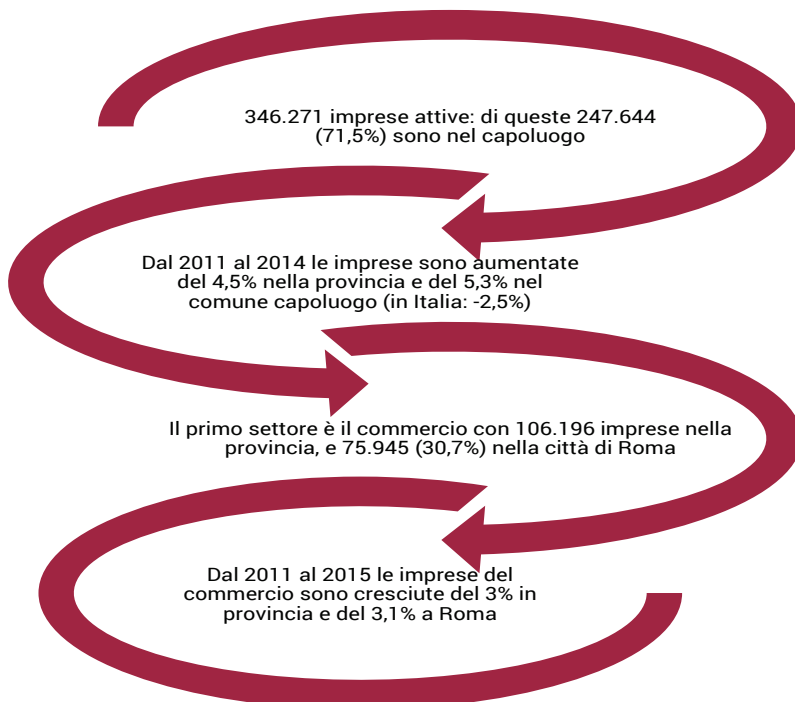 346.271 imprese attive: di queste 247.644
(71,5%) sono nel capoluogo
Dal 2011 al 2014 le imprese sono aumentate
del 4,5% nella provincia e del 5,3% nel
comune capoluogo (in Italia: -2,5%)
Il primo settore è il commercio con 106.196 imprese nella
provincia, e 75.945 (30,7%) nella città di Roma
Dal 2011 al 2015 le imprese del
commercio sono cresciute del 3% in
provincia e del 3,1% a Roma